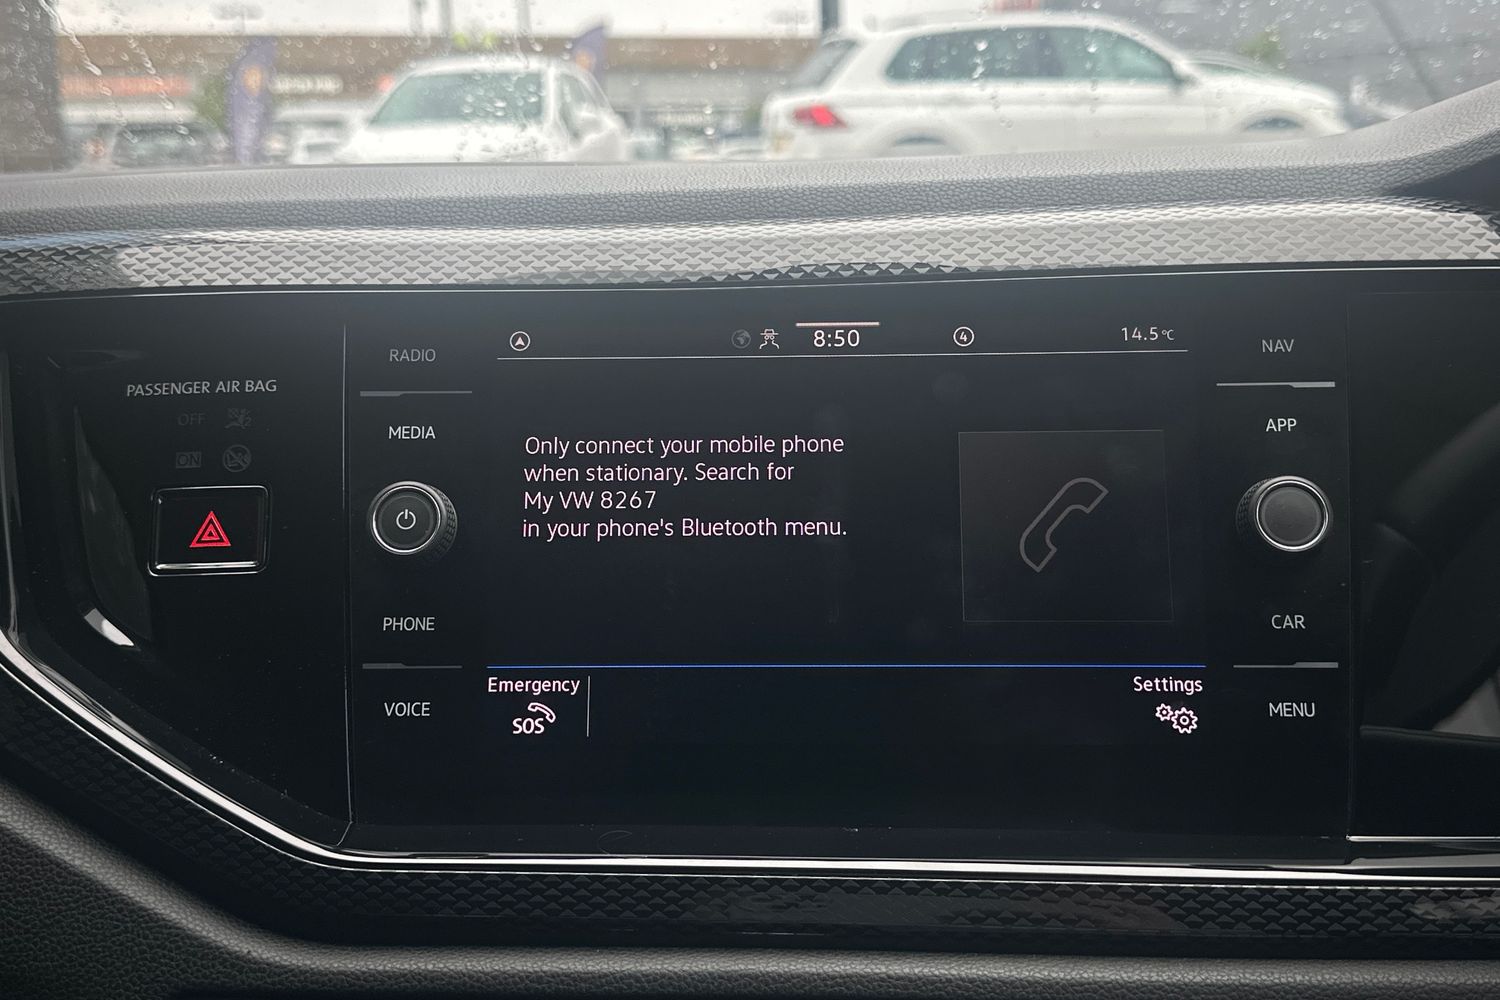 PASSENGER AIR BAG
OFF
ON
RADIO
MEDIA
PHONE
VOICE
8:50
4
14.5°C
Only connect your mobile phone
when stationary. Search for
My VW 8267
in your phone's Bluetooth menu.
Emergency
SOS
Settings
NAV
APP
CAR
MENU